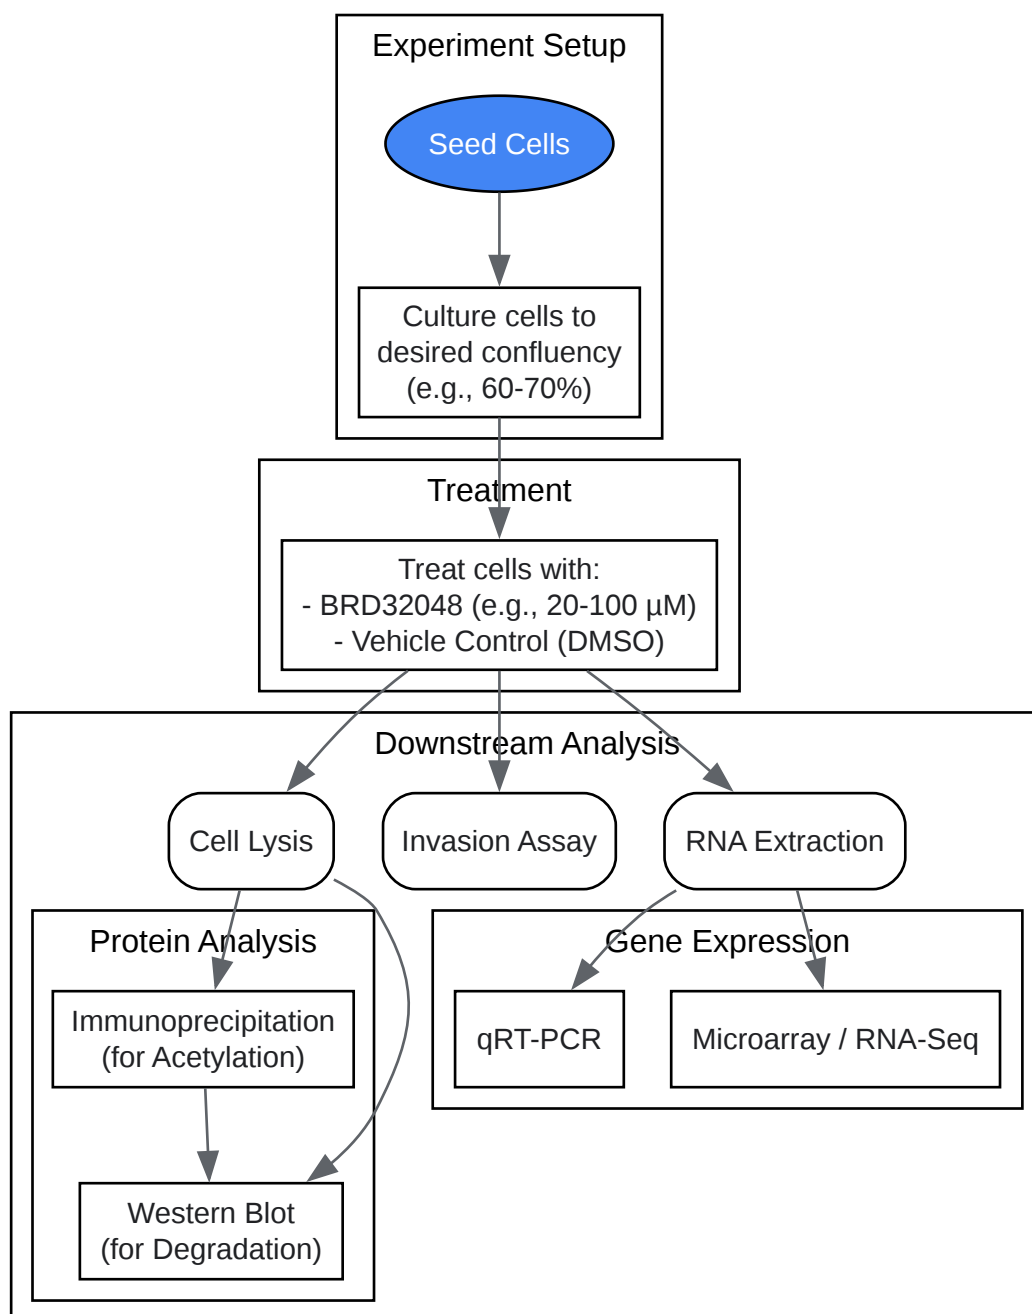 Experiment Setup
Seed Cells
Culture cells to
desired confluency
(e.g., 60-70%)
Treatment
Treat cells with:
- BRD32048 (e.g., 20-100 µM)
- Vehicle Control (DMSO)
Downstream Analysis
Cell Lysis
Invasion Assay
RNA Extraction
Protein Analysis
Immunoprecipitation
(for Acetylation)
Western Blot
(for Degradation)
Gene Expression
qRT-PCR
Microarray / RNA-Seq